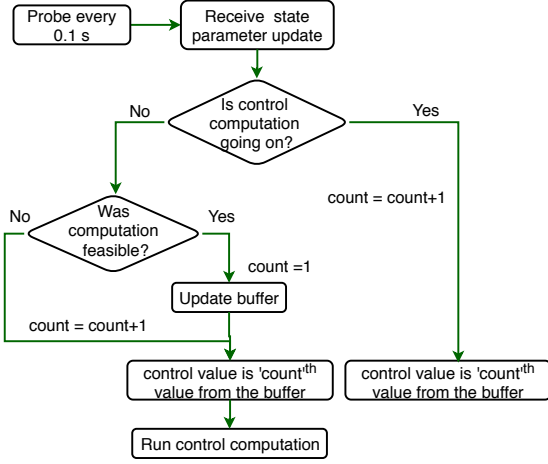 Probe every
0.1 s
Receive state
parameter update
Is control
computation
going on?
No
Yes
count = count+1
Was
computation
feasible?
No
Yes
count =1
Update buffer
count = count+1
control value is 'count'th
value from the buffer
control value is 'count'th
value from the buffer
Run control computation